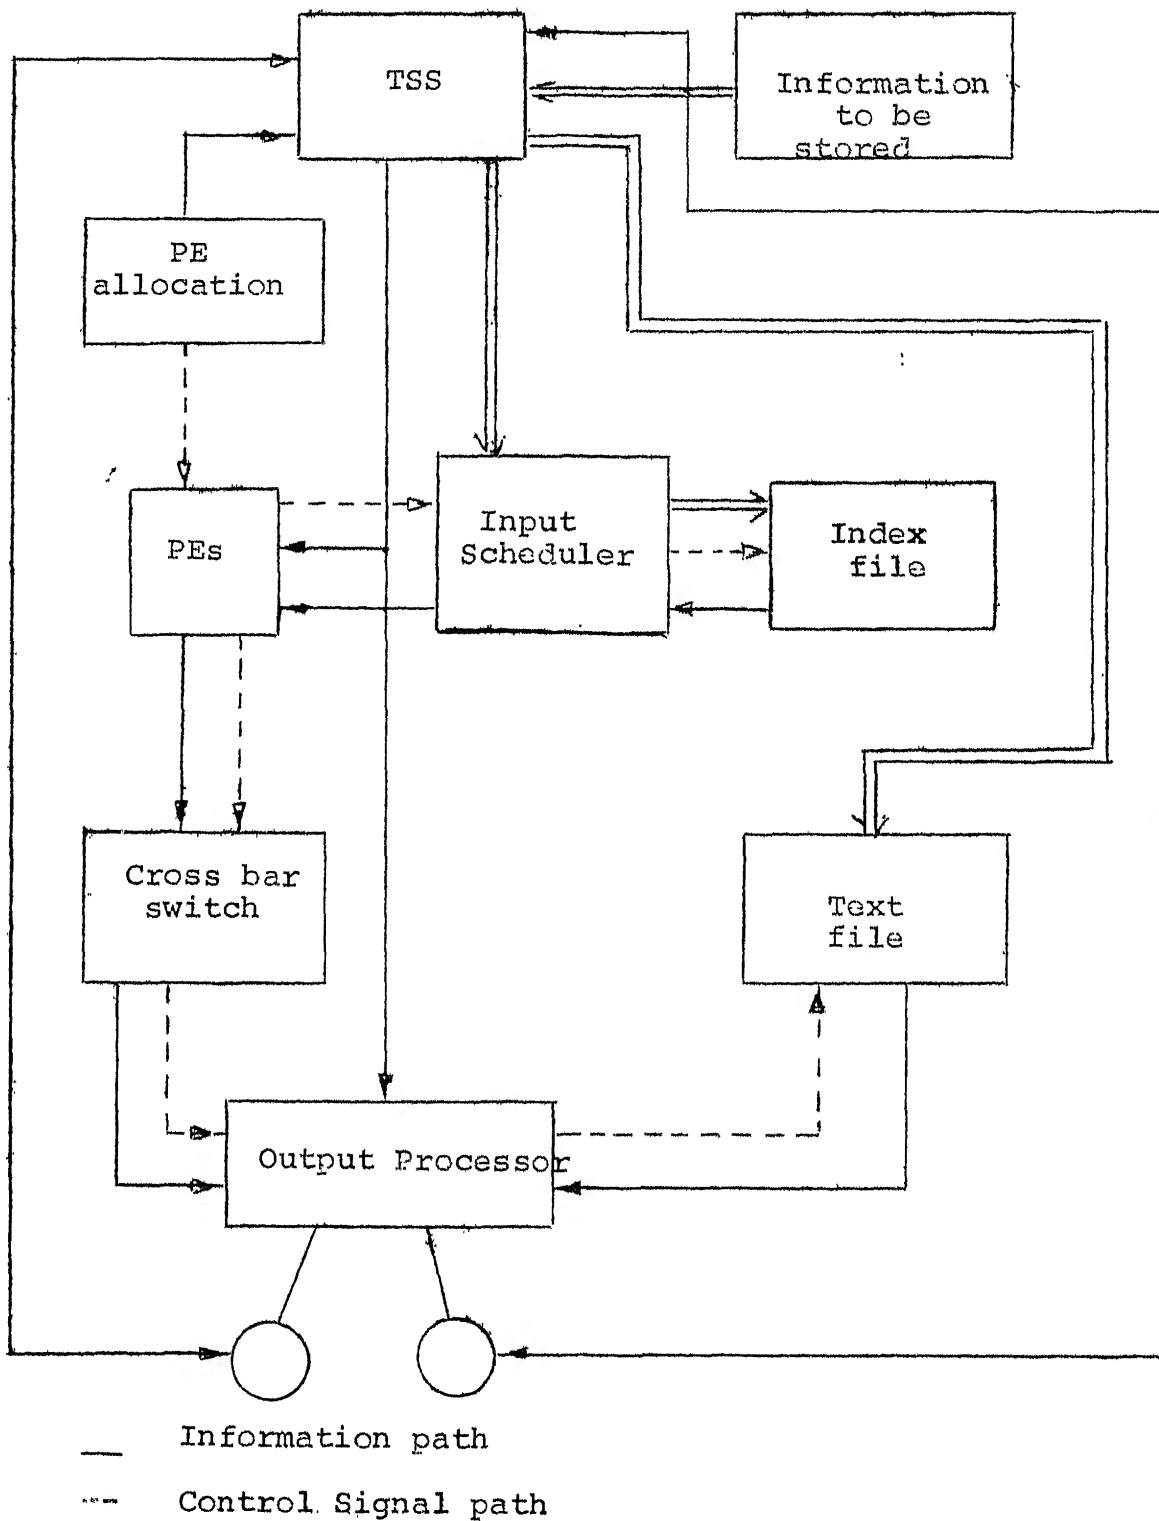 TSS
Information
to be
stored
PE
allocation
PEs
Input
Scheduler
Index
file
Cross bar
switch
Text
file
Output Processor
Information path
Control Signal path